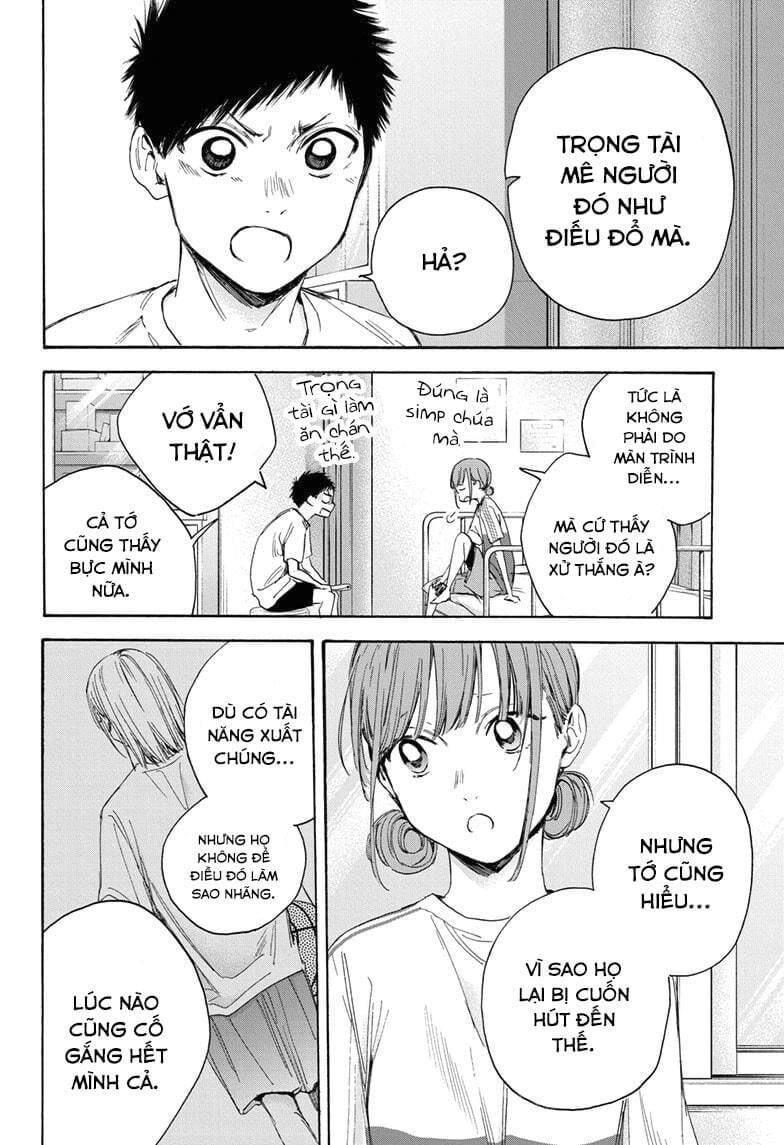 TRỌNG TÀI
MÊ NGƯỜI
ĐÓ NHƯ
ĐIẾU ĐỔ MÀ.
HẢ?
TỨC LÀ
KHÔNG
PHẢI DO
MÀN TRÌNH
DIỄN...
MÀ CỨ THẤY
NGƯỜI ĐÓ LÀ
XỬ THẮNG À?
Đúng là
simp chúa
mà.
Trọng
tài gì làm
ăn chán
thế.
VỚ VẨN
THẬT!
CẢ TỚ
CŨNG THẤY
BỰC MÌNH
NỮA.
NHƯNG
TỚ CŨNG
HIỂU...
VÌ SAO HỌ
LẠI BỊ CUỐN
HÚT ĐẾN
THẾ.
DÙ CÓ TÀI
NĂNG XUẤT
CHÚNG...
NHƯNG HỌ
KHÔNG ĐỂ
ĐIỀU ĐÓ LÀM
SAO NHÃNG.
LÚC NÀO
CŨNG CỐ
GẮNG HẾT
MÌNH CẢ.